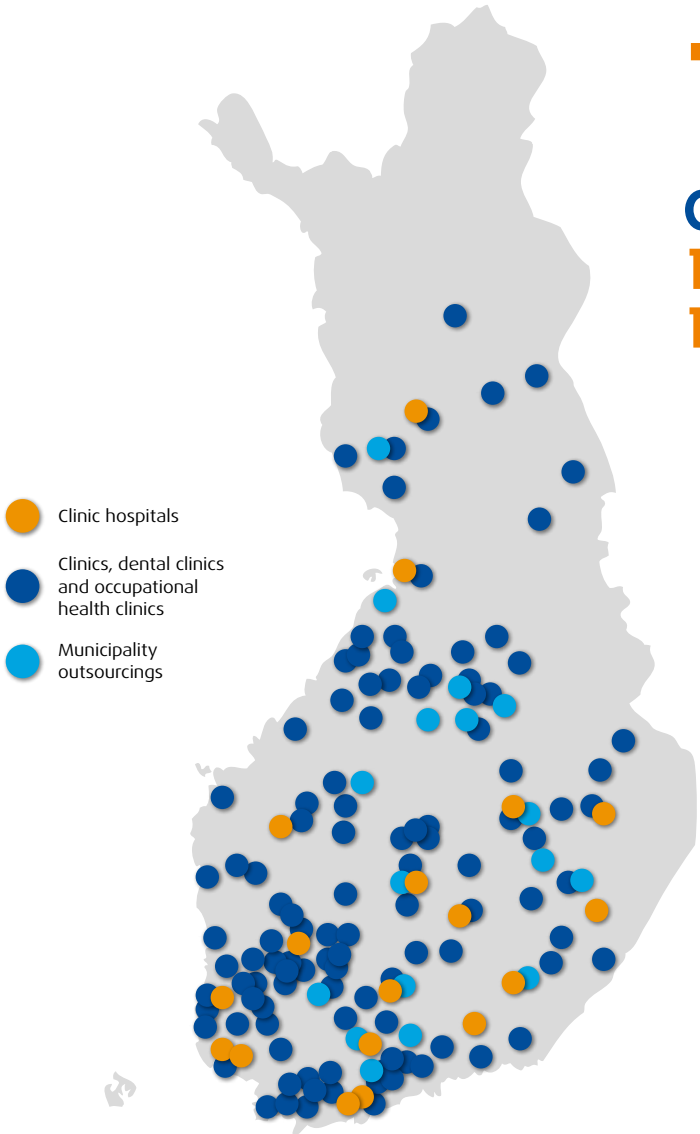 Clinic hospitals
Clinics, dental clinics
and occupational
health clinics
Municipality
outsourcings